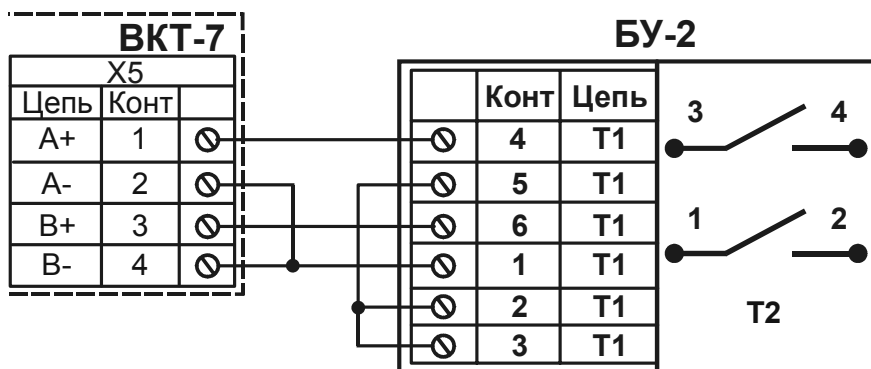 ВКТ-7
БУ-2
X5
Цепь Конт
A+ 1
A- 2
B+ 3
B- 4
Конт Цепь
4 T1
5 T1
6 T1
1 T1
2 T1
3 T1
3 4
1 2
T2